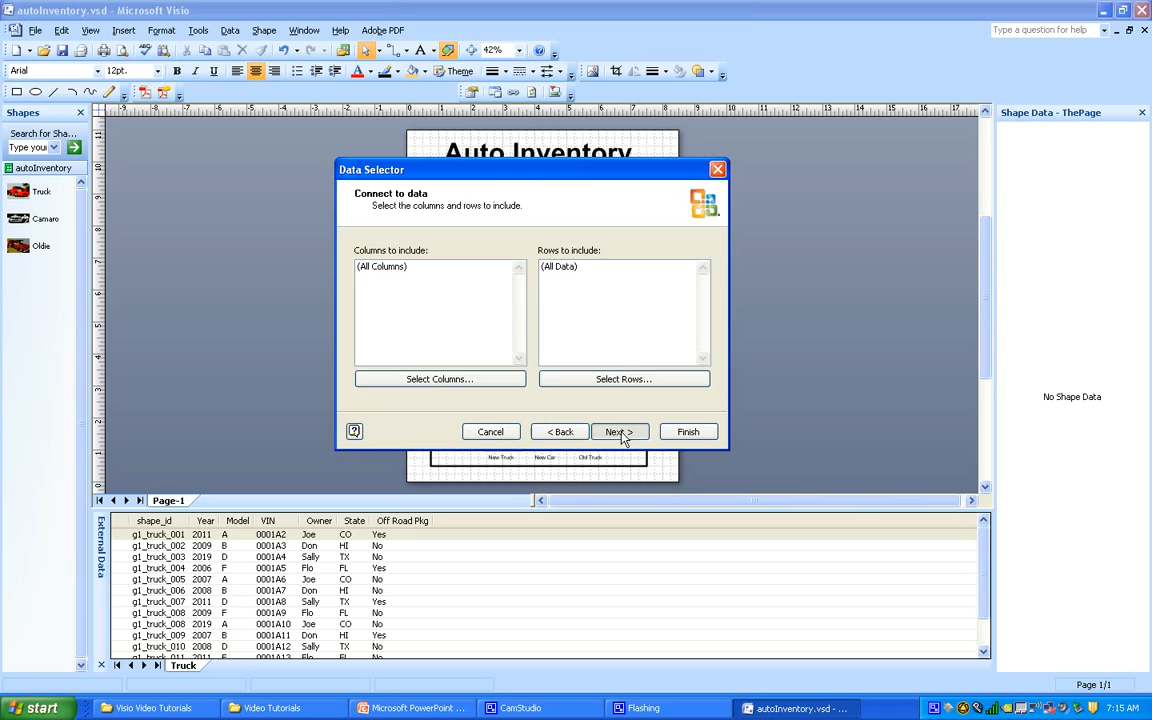 autoInventory.vsd - Microsoft Visio
File Edit View Insert Format Tools Data Shape Window Help Adobe PDF
Type a question for help
42%
Arial 12pt. B I U A Theme
Shapes
Search for Sha...
Type your
autoInventory
Truck
Camaro
Oldie
Auto Inventory
Data Selector
Connect to data
Select the columns and rows to include.
Columns to include: Rows to include:
(All Columns) (All Data)
Select Columns... Select Rows...
Cancel < Back Next > Finish
New Truck New Car Old Truck
Shape Data - ThePage
No Shape Data
Page-1
External Data
shape_id Year Model VIN Owner State Off Road Pkg
g1_truck_001 2011 A 0001A2 Joe CO Yes
g1_truck_002 2009 B 0001A3 Don HI No
g1_truck_003 2019 D 0001A4 Sally TX No
g1_truck_004 2006 F 0001A5 Flo FL Yes
g1_truck_005 2007 A 0001A6 Joe CO No
g1_truck_006 2008 B 0001A7 Don HI No
g1_truck_007 2011 D 0001A8 Sally TX Yes
g1_truck_008 2009 F 0001A9 Flo FL No
g1_truck_008 2019 A 0001A10 Joe CO No
g1_truck_009 2007 B 0001A11 Don HI Yes
g1_truck_010 2008 D 0001A12 Sally TX No
g1_truck_011 2011 F 0001A13 Flo FL No
Truck
Page 1/1
start Visio Video Tutorials Video Tutorials Microsoft PowerPoint ... CamStudio Flashing autoInventory.vsd - ... 7:15 AM